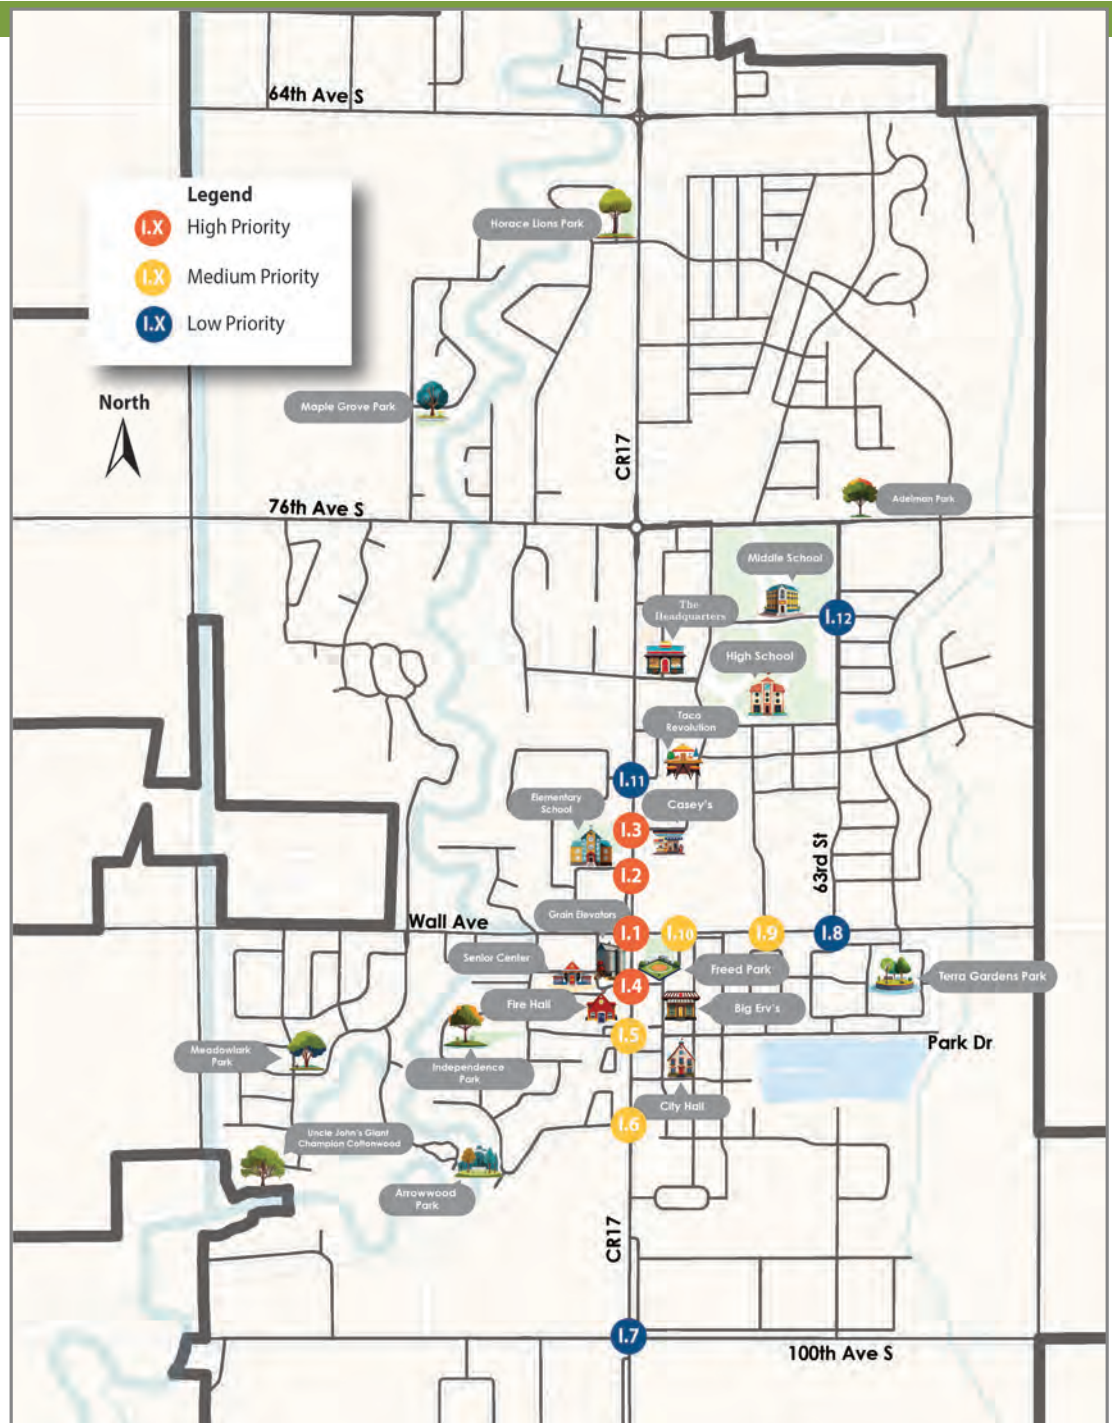 64th Ave S
Legend
I.X High Priority
I.X Medium Priority
I.X Low Priority
North
Horace Lions Park
Maple Grove Park
CR17
76th Ave S
Adelman Park
Middle School
The
Headquarters
I.12
High School
Taco
Revolution
I.11
Elementary
School
Casey's
I.3
I.2
63rd St
Grain Elevators
Wall Ave
I.1
I.10
I.9
I.8
Senior Center
Freed Park
Terra Gardens Park
I.4
Fire Hall
Big Erv's
I.5
Park Dr
Meadowlark
Park
Independence
Park
City Hall
I.6
Uncle John's Giant
Champion Cottonwood
Arrowwood
Park
CR17
I.7
100th Ave S